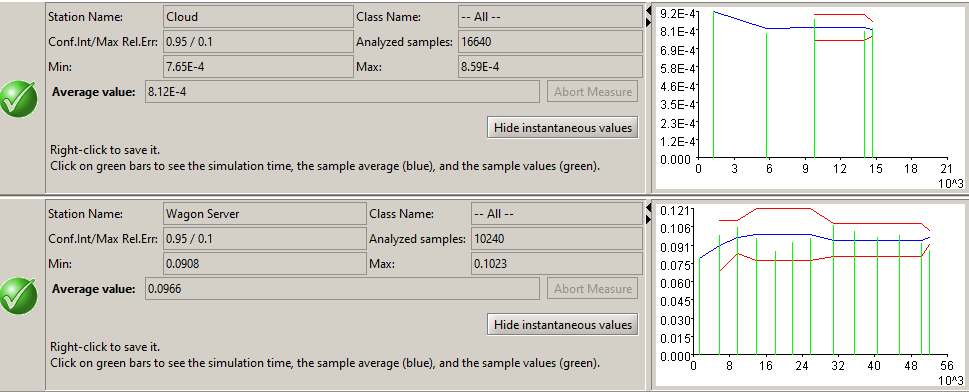 Station Name: Cloud Class Name: -- All --
Conf.Int/Max Rel.Err: 0.95 / 0.1 Analyzed samples: 16640
Min: 7.65E-4 Max: 8.59E-4
Average value: 8.12E-4 Abort Measure
Hide instantaneous values
Right-click to save it.
Click on green bars to see the simulation time, the sample average (blue), and the sample values (green).
9.2E-4
8.1E-4
6.9E-4
5.8E-4
4.6E-4
3.5E-4
2.3E-4
1.2E-4
0.000
0 3 6 9 12 15 18 21
10^3
Station Name: Wagon Server Class Name: -- All --
Conf.Int/Max Rel.Err: 0.95 / 0.1 Analyzed samples: 10240
Min: 0.0908 Max: 0.1023
Average value: 0.0966 Abort Measure
Hide instantaneous values
Right-click to save it.
Click on green bars to see the simulation time, the sample average (blue), and the sample values (green).
0.121
0.106
0.091
0.075
0.060
0.045
0.030
0.015
0.000
0 8 16 24 32 40 48 56
10^3